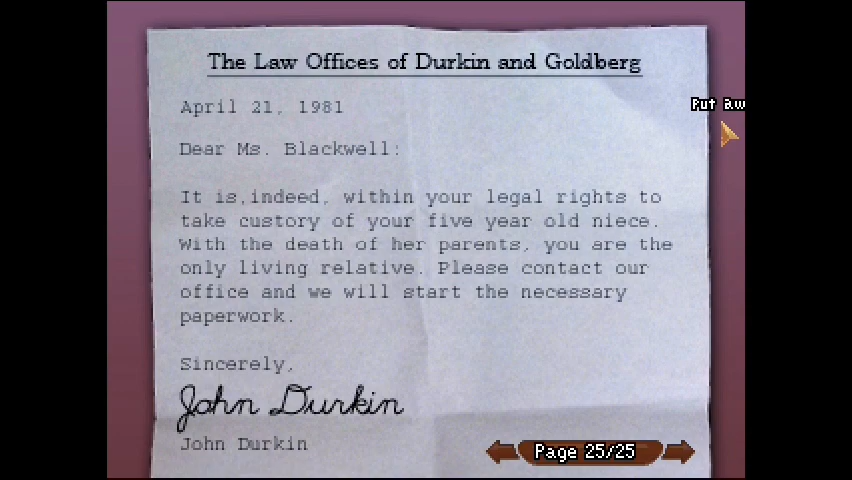 The Law Offices of Durkin and Goldberg
April 21, 1981
Put aw
Dear Ms. Blackwell:
It is,indeed, within your legal rights to
take custory of your five year old niece.
With the death of her parents, you are the
only living relative. Please contact our
office and we will start the necessary
paperwork.
Sincerely,
John Durkin
John Durkin
Page 25/25